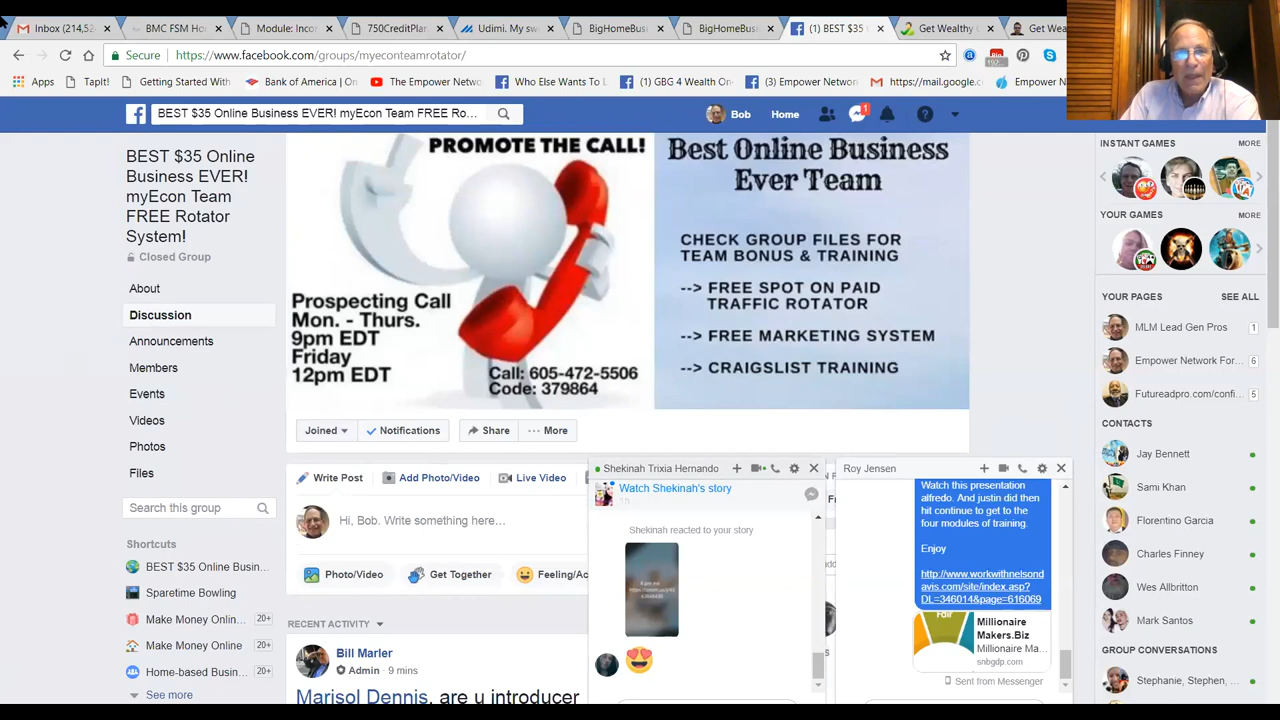 Inbox (214,52
BMC FSM Ho
Module: Incom
750CreditPlan
Udimi. My sw
BigHomeBusi
BigHomeBusi
(1) BEST $35
Get Wealthy
Get Wea
Secure
https://www.facebook.com/groups/myeconteamrotator/
Big
192
Apps
Tapit!
Getting Started With
Bank of America | On
The Empower Netwo
Who Else Wants To
(1) GBG 4 Wealth On
(3) Empower Networ
https://mail.google.c
Empower N
BEST $35 Online Business EVER! myEcon Team FREE Ro...
Bob
Home
1
BEST $35 Online
Business EVER!
myEcon Team
FREE Rotator
System!
Closed Group
About
Discussion
Announcements
Members
Events
Videos
Photos
Files
Search this group
Shortcuts
BEST $35 Online Busin...
Sparetime Bowling
Make Money Onlin... 20+
Make Money Online 20+
Home-based Busin... 20+
See more
PROMOTE THE CALL!
Prospecting Call
Mon. - Thurs.
9pm EDT
Friday
12pm EDT
Call: 605-472-5506
Code: 379864
Best Online Business
Ever Team
CHECK GROUP FILES FOR
TEAM BONUS & TRAINING
--> FREE SPOT ON PAID
TRAFFIC ROTATOR
--> FREE MARKETING SYSTEM
--> CRAIGSLIST TRAINING
Joined
Notifications
Share
More
Write Post
Add Photo/Video
Live Video
Hi, Bob. Write something here...
Photo/Video
Get Together
Feeling/Ac
RECENT ACTIVITY
Bill Marler
Admin · 9 mins
Marisol Dennis, are u introducer
Shekinah Trixia Hernando
Watch Shekinah's story
1h
Shekinah reacted to your story
Roy Jensen
Watch this presentation
alfredo. And justin did then
hit continue to get to the
four modules of training.
Enjoy
http://www.workwithnelsond
avis.com/site/index.asp?
DL=346014&page=616069
Fair
Millionaire
Makers.Biz
Millionaire Ma...
snbgdp.com
Sent from Messenger
INSTANT GAMES MORE
YOUR GAMES MORE
YOUR PAGES SEE ALL
MLM Lead Gen Pros 1
Empower Network For... 6
Futureadpro.com/confi... 5
CONTACTS
Jay Bennett
Sami Khan
Florentino Garcia
Charles Finney
Wes Allbritton
Mark Santos
GROUP CONVERSATIONS
Stephanie, Stephen, ...